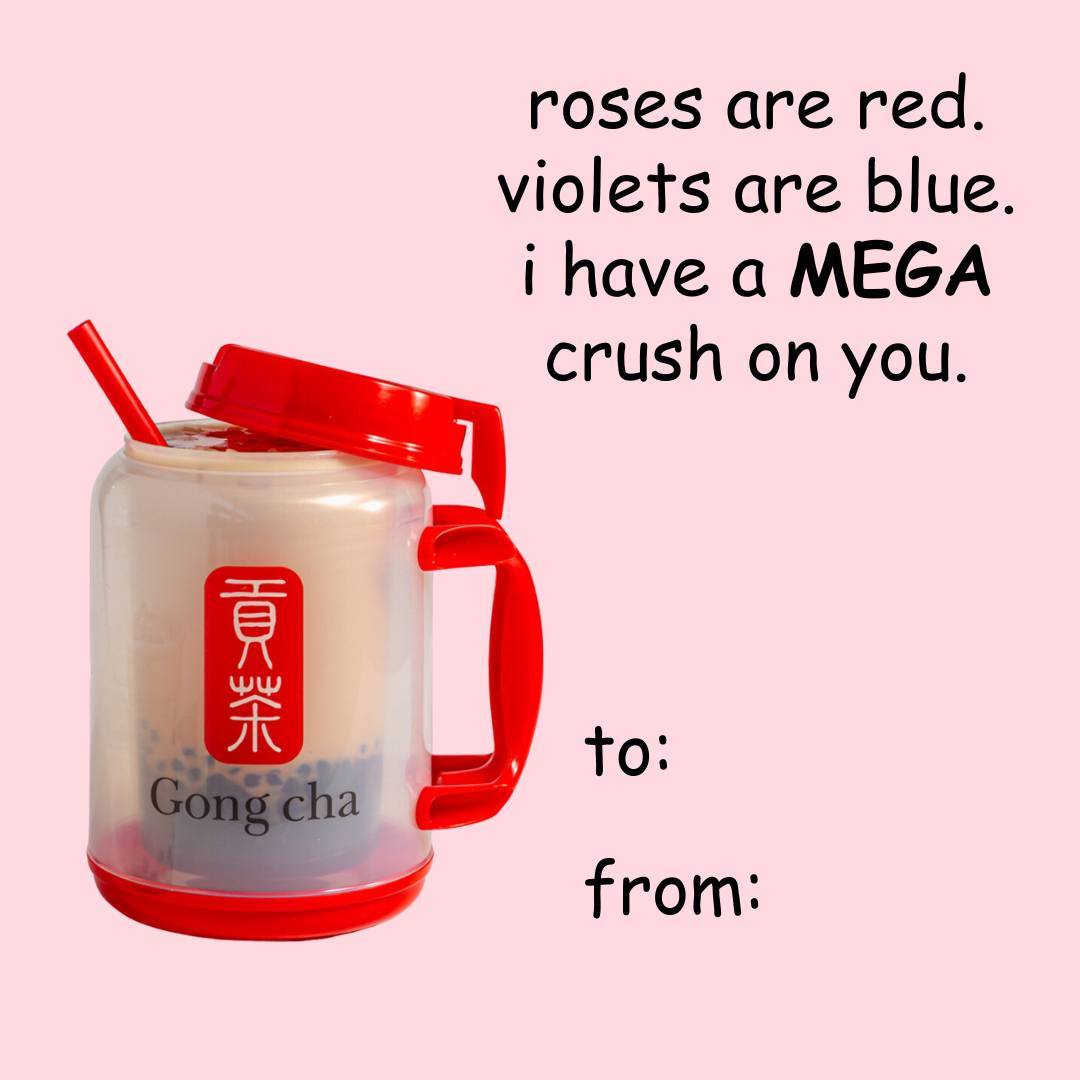 roses are red.
violets are blue.
i have a MEGA
crush on you.
貢茶
Gong cha
to:
from: